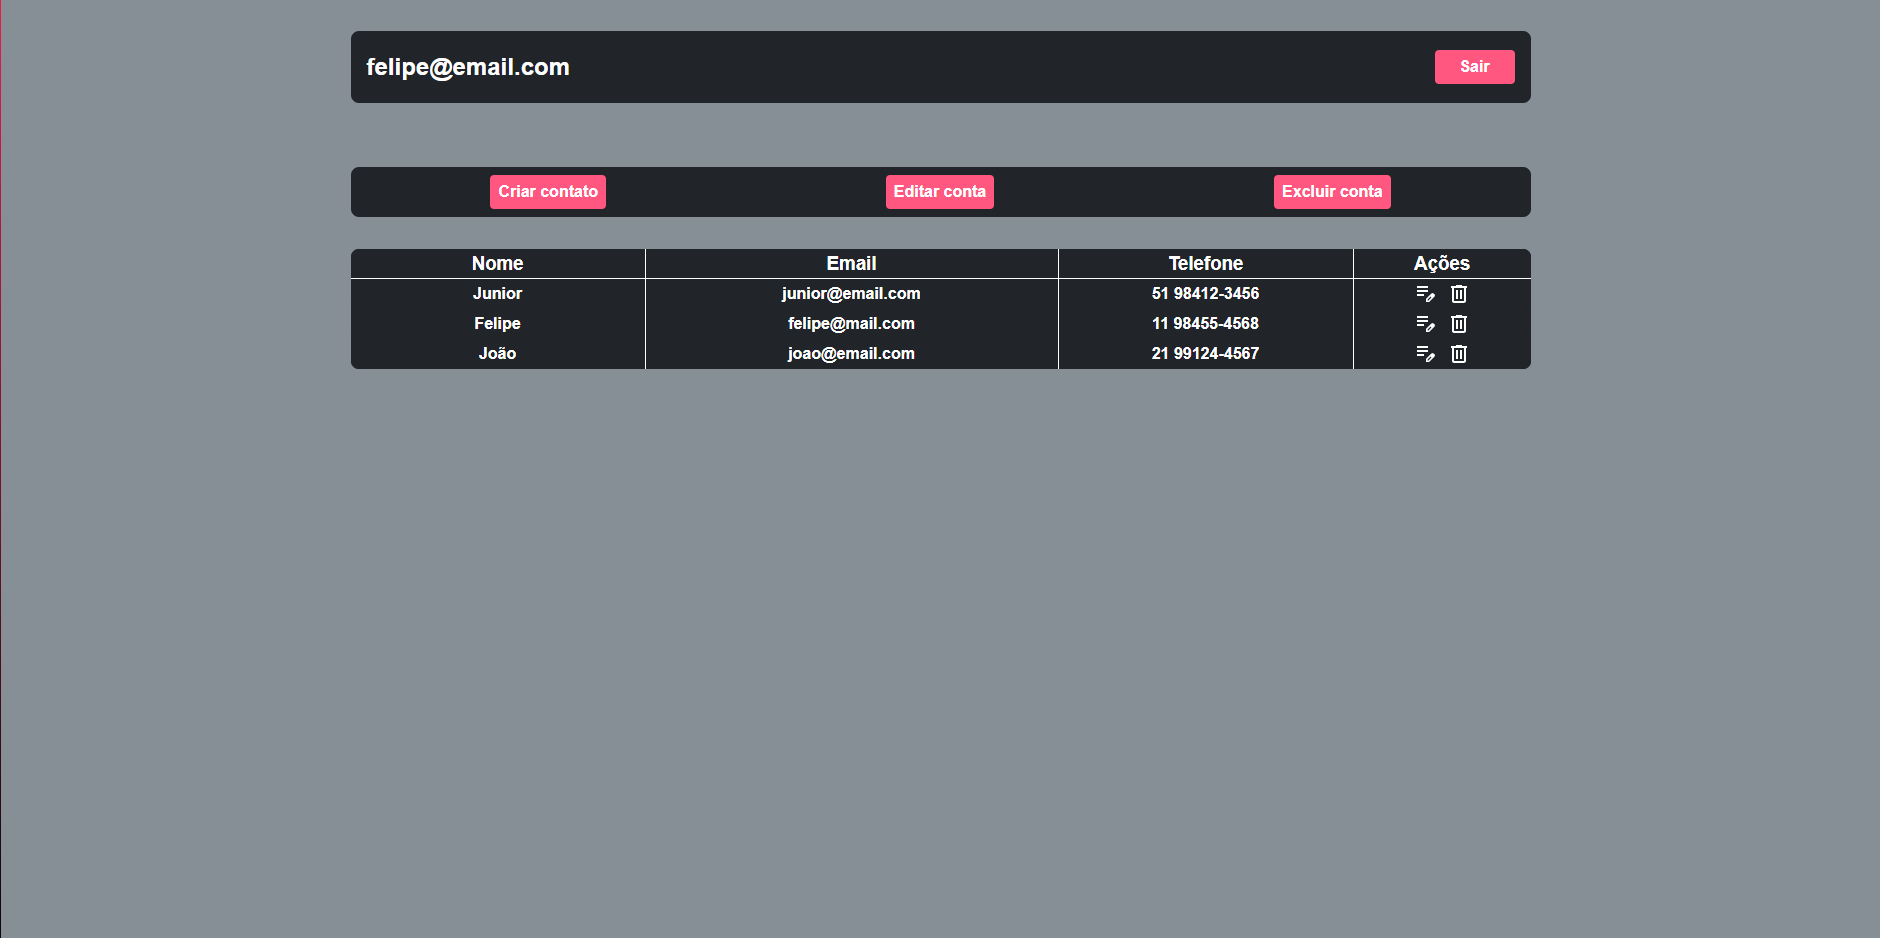 felipe@email.com Sair
Criar contato Editar conta Excluir conta
Nome Email Telefone Ações
Junior junior@email.com 51 98412-3456
Felipe felipe@mail.com 11 98455-4568
João joao@email.com 21 99124-4567